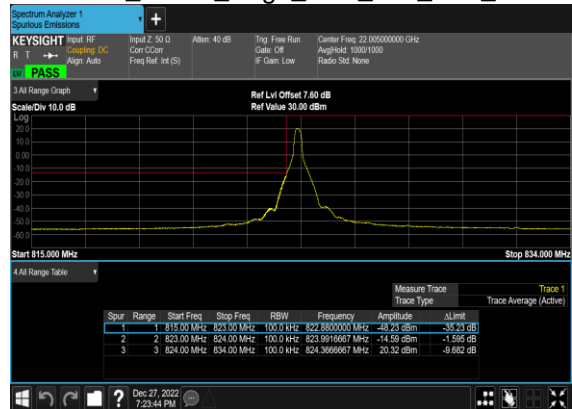 Spectrum Analyzer 1
Spurious Emissions
+
KEYSIGHT Input: RF
R T
Coupling: DC
Align: Auto
Input Z: 50 Ω
Corr CCorr
Freq Ref: Int (S)
Atten: 40 dB
Trig: Free Run
Gate: Off
IF Gain: Low
Center Freq: 22.005000000 GHz
Avg|Hold: 1000/1000
Radio Std: None
PASS
3 All Range Graph
Scale/Div 10.0 dB
Ref Lvl Offset 7.60 dB
Ref Value 30.00 dBm
Log
20.0
10.0
0.00
-10.0
-20.0
-30.0
-40.0
-50.0
-60.0
Start 815.000 MHz
Stop 834.000 MHz
4 All Range Table
Measure Trace Trace 1
Trace Type Trace Average (Active)
Spur Range Start Freq Stop Freq RBW Frequency Amplitude ΔLimit
1 1 815.00 MHz 823.00 MHz 100.0 kHz 822.8800000 MHz -48.23 dBm -35.23 dB
2 2 823.00 MHz 824.00 MHz 100.0 kHz 823.9916667 MHz -14.59 dBm -1.595 dB
3 3 824.00 MHz 834.00 MHz 100.0 kHz 824.3666667 MHz 20.32 dBm -9.682 dB
? Dec 27, 2022
7:23:44 PM